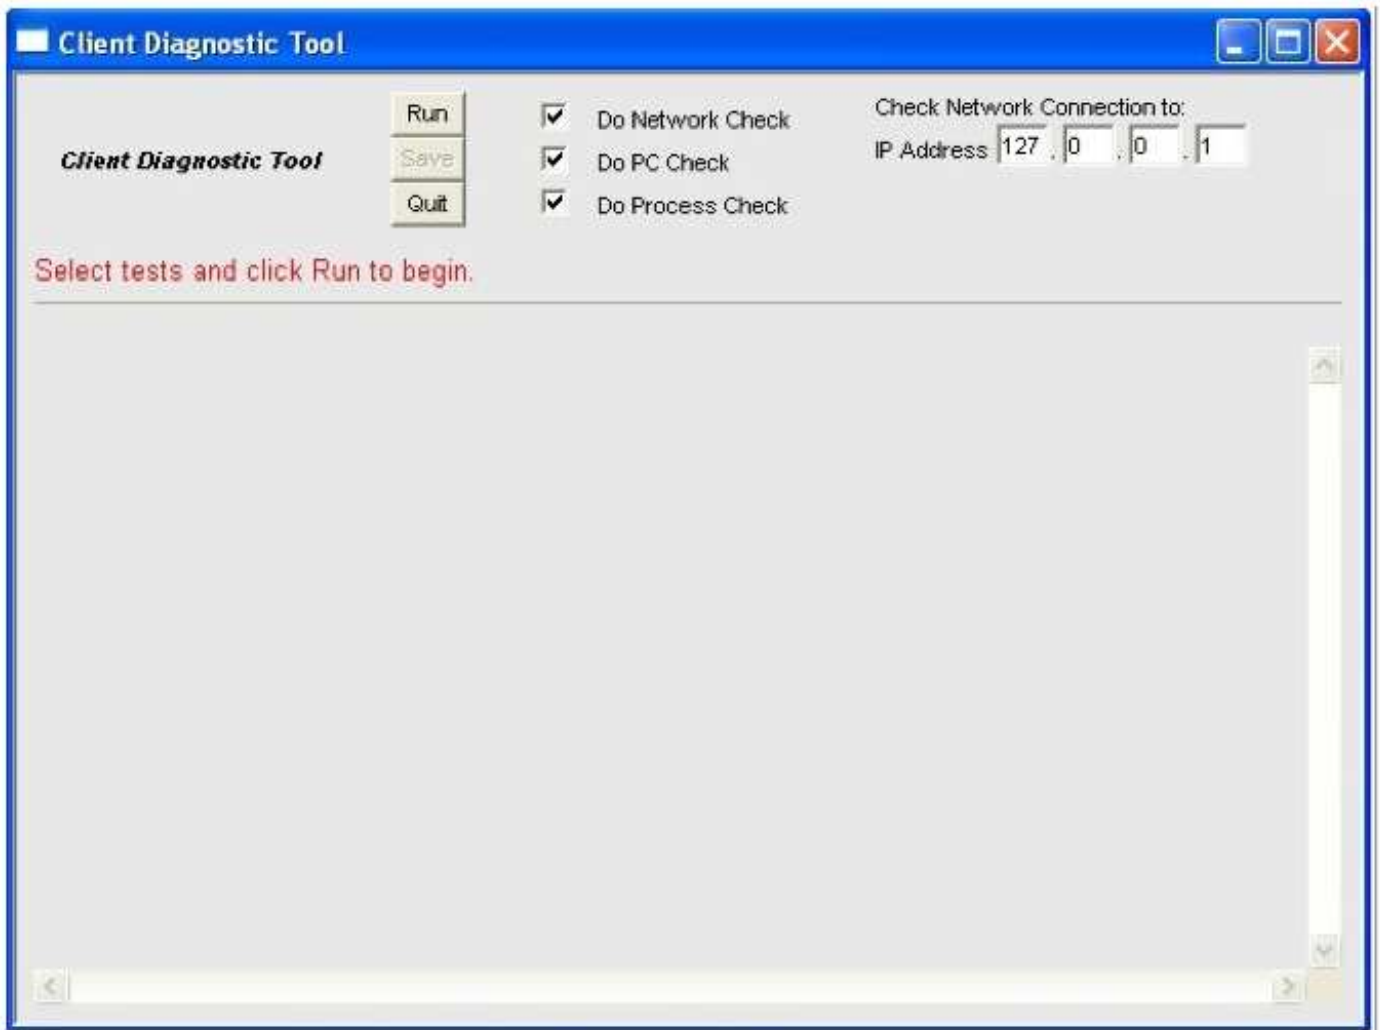 Client Diagnostic Tool
Client Diagnostic Tool
Run
Save
Quit
Do Network Check
Do PC Check
Do Process Check
Check Network Connection to:
IP Address 127 . 0 . 0 . 1
Select tests and click Run to begin.